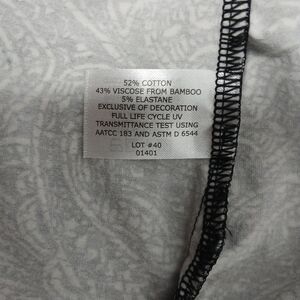 52% COTTON
43% VISCOSE FROM BAMBOO
5% ELASTANE
EXCLUSIVE OF DECORATION
FULL LIFE CYCLE UV
TRANSMITTANCE TEST USING
AATCC 183 AND ASTM D 6544
LOT #40
01401